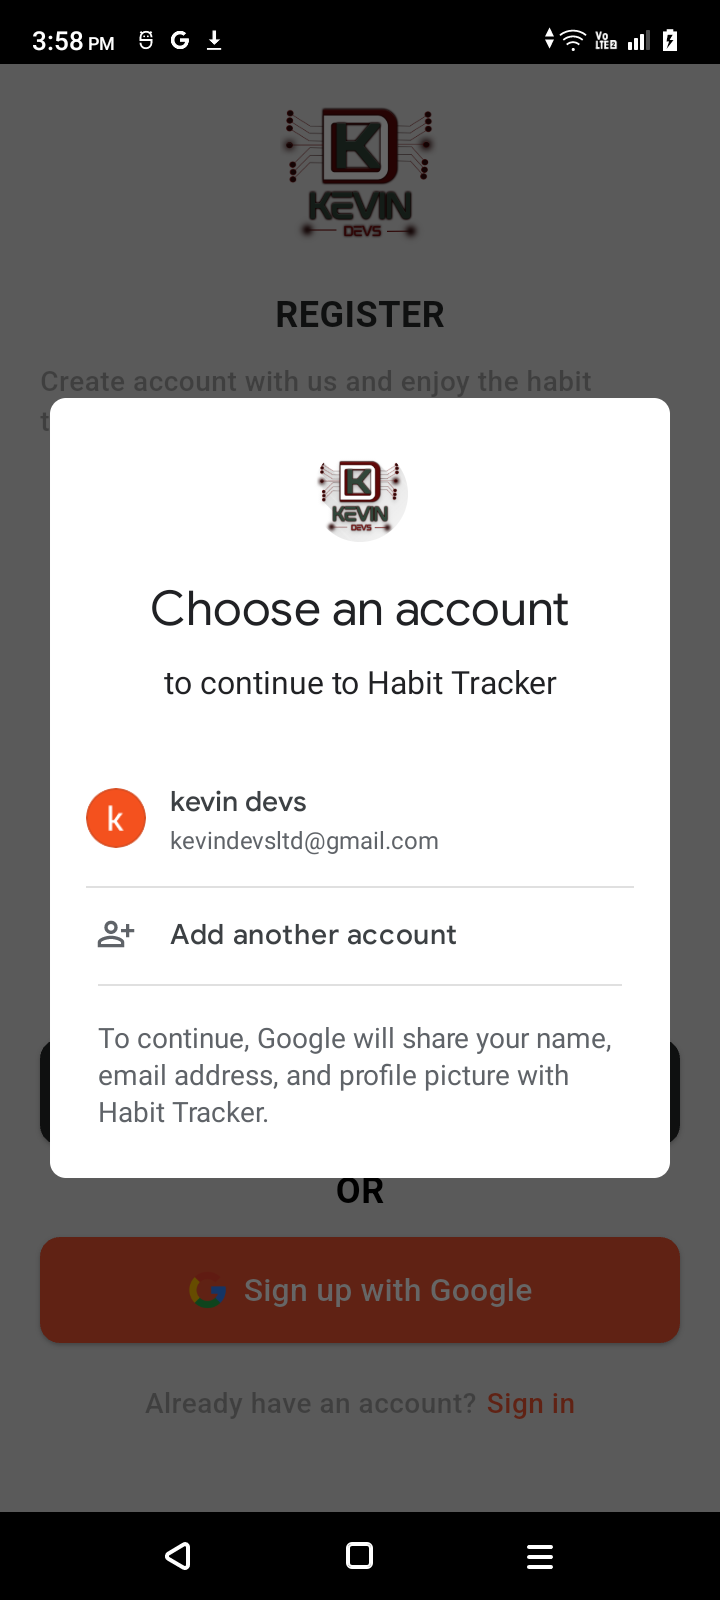 3:58 PM
Vo
LTE2
KEVIN
DEVS
REGISTER
Create account with us and enjoy the habit
KEVIN
DEVS
Choose an account
to continue to Habit Tracker
k
kevin devs
kevindevsltd@gmail.com
Add another account
To continue, Google will share your name,
email address, and profile picture with
Habit Tracker.
OR
Sign up with Google
Already have an account? Sign in